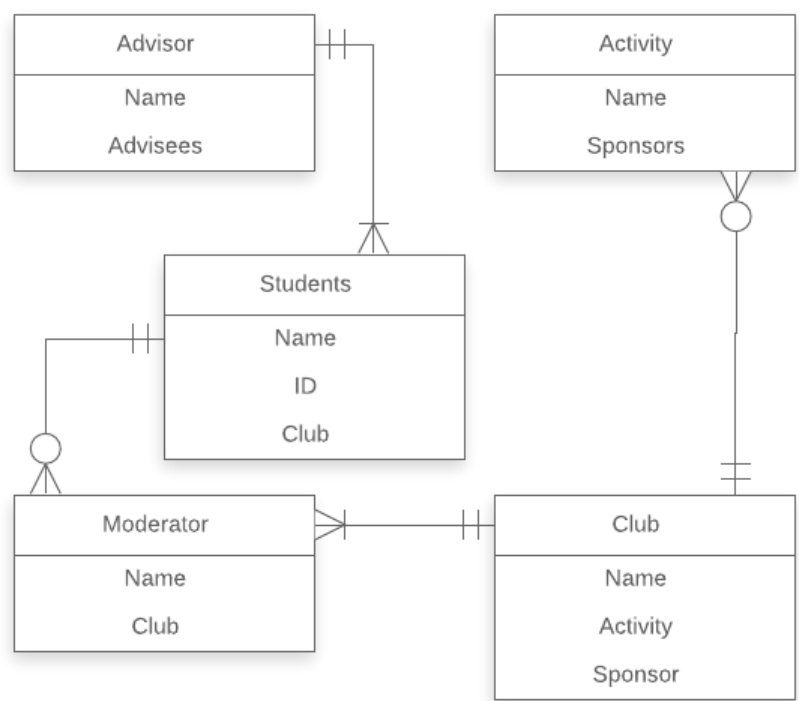 Advisor
Name
Advisees
Activity
Name
Sponsors
Students
Name
ID
Club
Moderator
Name
Club
Club
Name
Activity
Sponsor